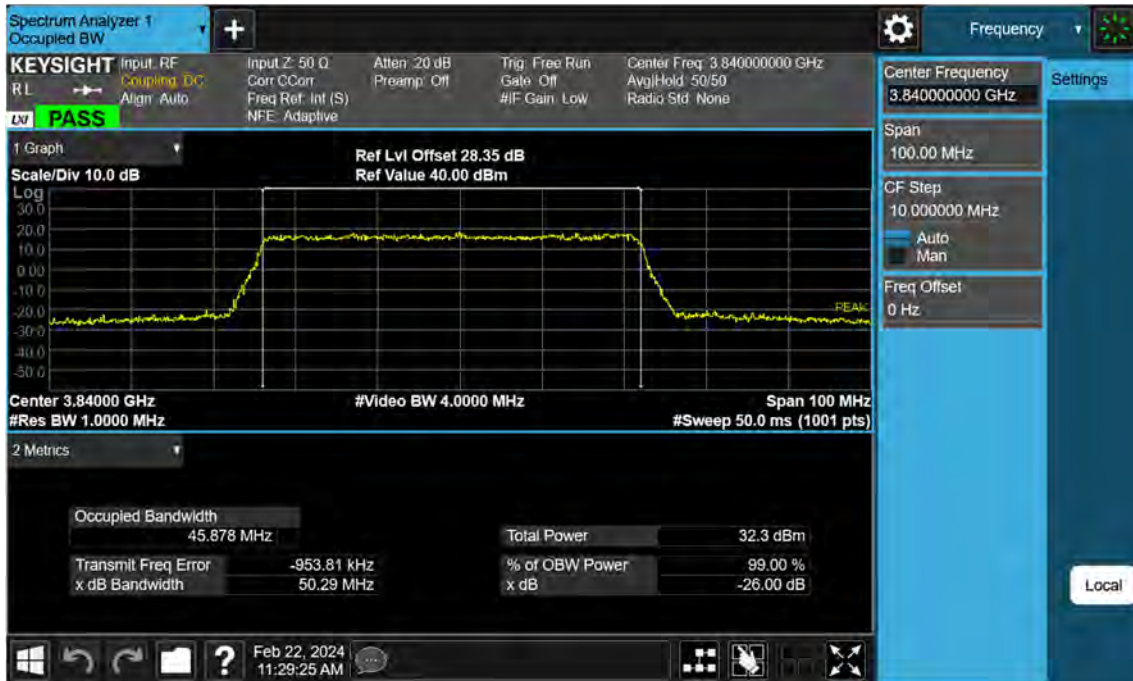 Spectrum Analyzer 1
Occupied BW
+
Frequency
KEYSIGHT
RL
LXI
PASS
Input: RF
Coupling: DC
Align: Auto
Input Z: 50 Ω
Corr CCorr
Freq Ref: Int (S)
NFE: Adaptive
Atten: 20 dB
Preamp: Off
Trig: Free Run
Gate: Off
#IF Gain: Low
Center Freq: 3.840000000 GHz
Avg|Hold: 50/50
Radio Std: None
Center Frequency
3.840000000 GHz
Settings
Span
100.00 MHz
CF Step
10.000000 MHz
Auto
Man
Freq Offset
0 Hz
Local
1 Graph
Scale/Div 10.0 dB
Ref Lvl Offset 28.35 dB
Ref Value 40.00 dBm
Log
30.0
20.0
10.0
0.00
-10.0
-20.0
-30.0
-40.0
-50.0
PEAK
Center 3.84000 GHz
#Video BW 4.0000 MHz
Span 100 MHz
#Res BW 1.0000 MHz
#Sweep 50.0 ms (1001 pts)
2 Metrics
Occupied Bandwidth
45.878 MHz
Total Power 32.3 dBm
Transmit Freq Error -953.81 kHz
% of OBW Power 99.00 %
x dB Bandwidth 50.29 MHz
x dB -26.00 dB
?
Feb 22, 2024
11:29:25 AM